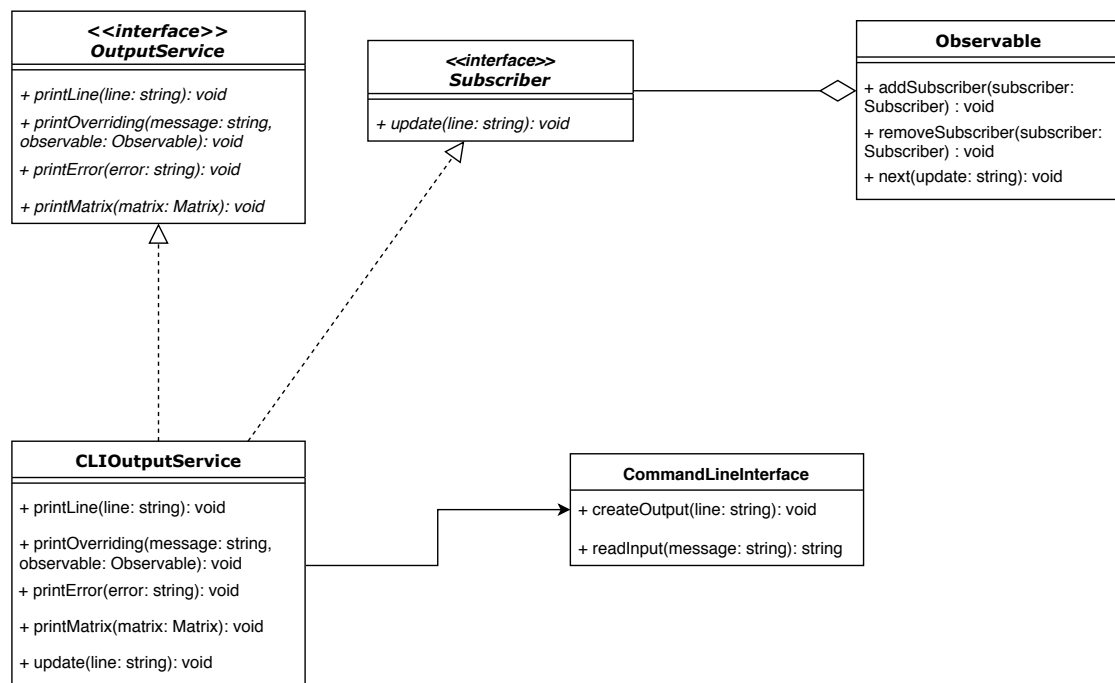 <<interface>>
OutputService
+ printLine(line: string): void
+ printOverriding(message: string,
observable: Observable): void
+ printError(error: string): void
+ printMatrix(matrix: Matrix): void
<<interface>>
Subscriber
+ update(line: string): void
Observable
+ addSubscriber(subscriber:
Subscriber) : void
+ removeSubscriber(subscriber:
Subscriber) : void
+ next(update: string): void
CLIOutputService
+ printLine(line: string): void
+ printOverriding(message: string,
observable: Observable): void
+ printError(error: string): void
+ printMatrix(matrix: Matrix): void
+ update(line: string): void
CommandLineInterface
+ createOutput(line: string): void
+ readInput(message: string): string